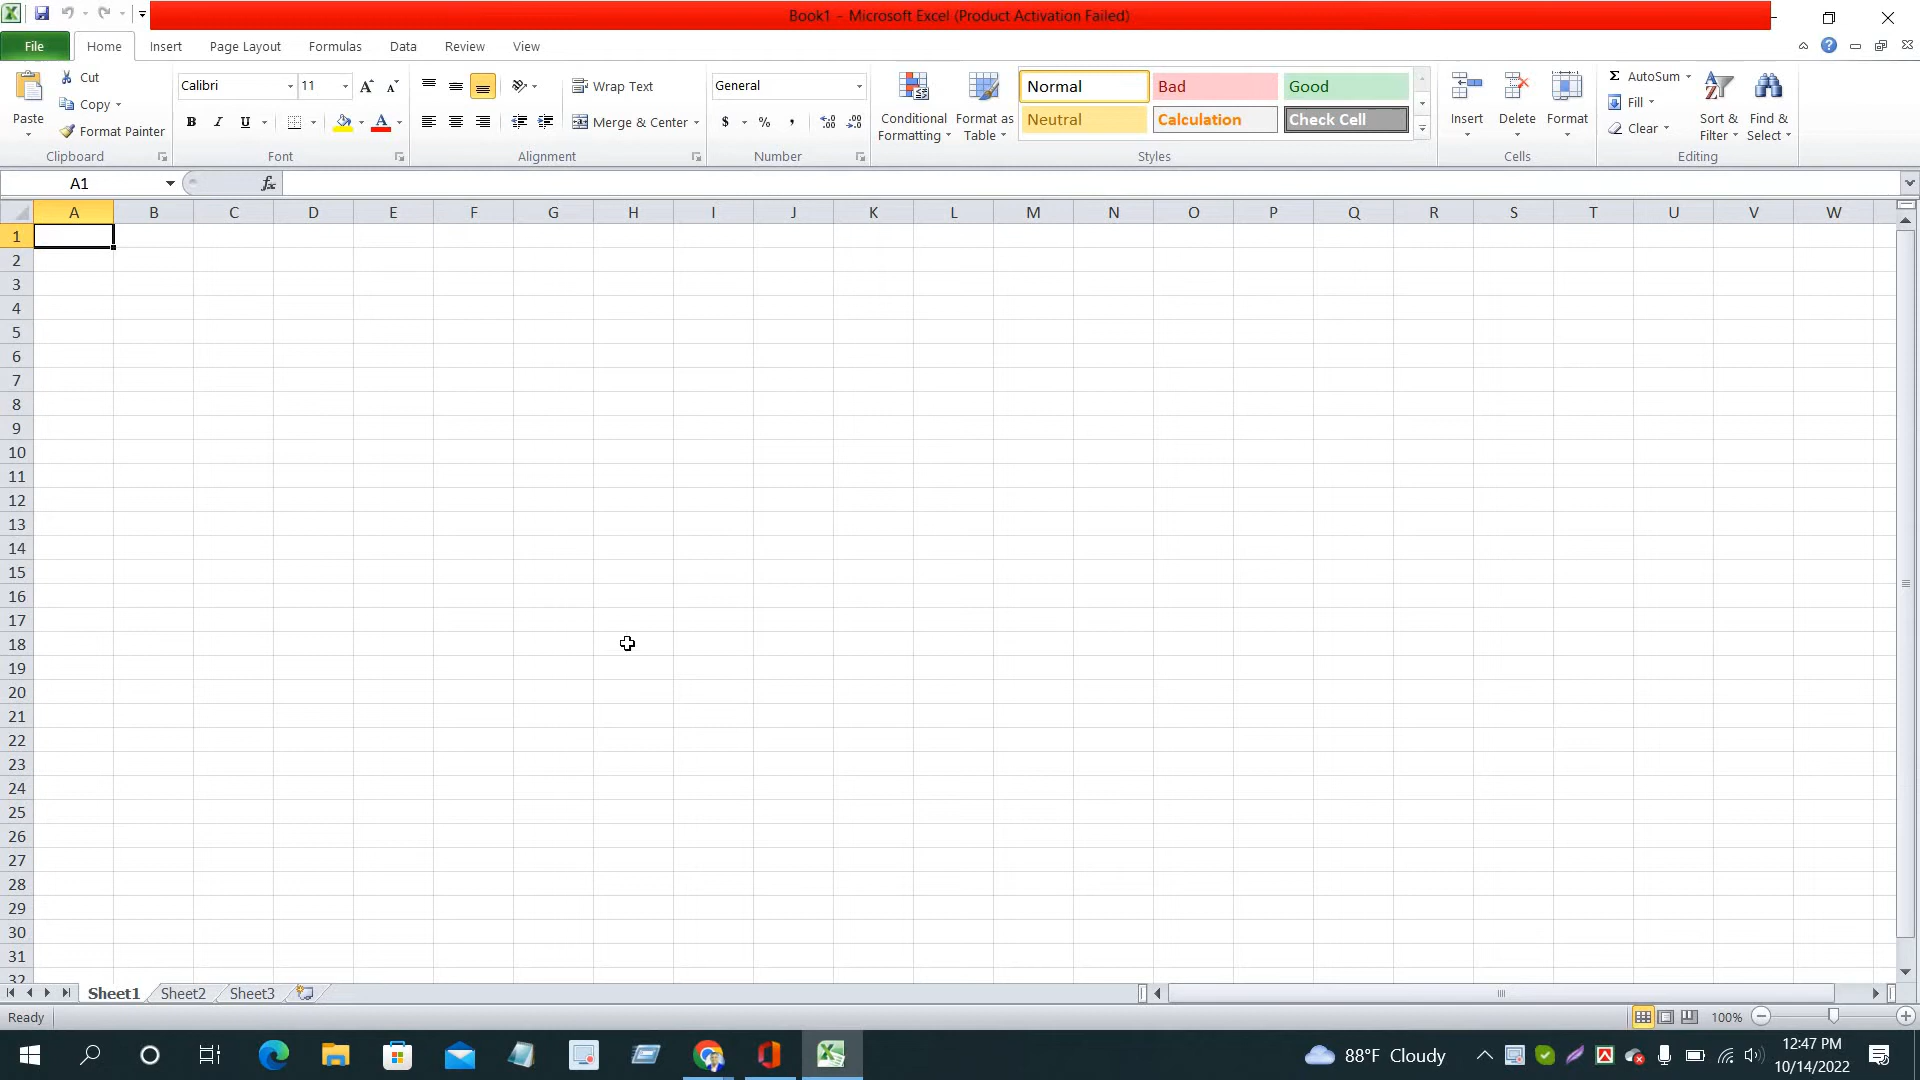 Book1 - Microsoft Excel (Product Activation Failed)
File Home Insert Page Layout Formulas Data Review View
Paste Cut Copy Format Painter Clipboard
Calibri 11 B I U A Font
Wrap Text Merge & Center Alignment
General $ % , Number
Conditional Formatting Format as Table Normal Bad Good Neutral Calculation Check Cell Styles
Insert Delete Format Cells
Σ AutoSum Fill Clear Sort & Filter Find & Select Editing
A1 fx
A B C D E F G H I J K L M N O P Q R S T U V W
1
2
3
4
5
6
7
8
9
10
11
12
13
14
15
16
17
18
19
20
21
22
23
24
25
26
27
28
29
30
31
32
Sheet1 Sheet2 Sheet3
Ready 100%
88°F Cloudy 12:47 PM
10/14/2022